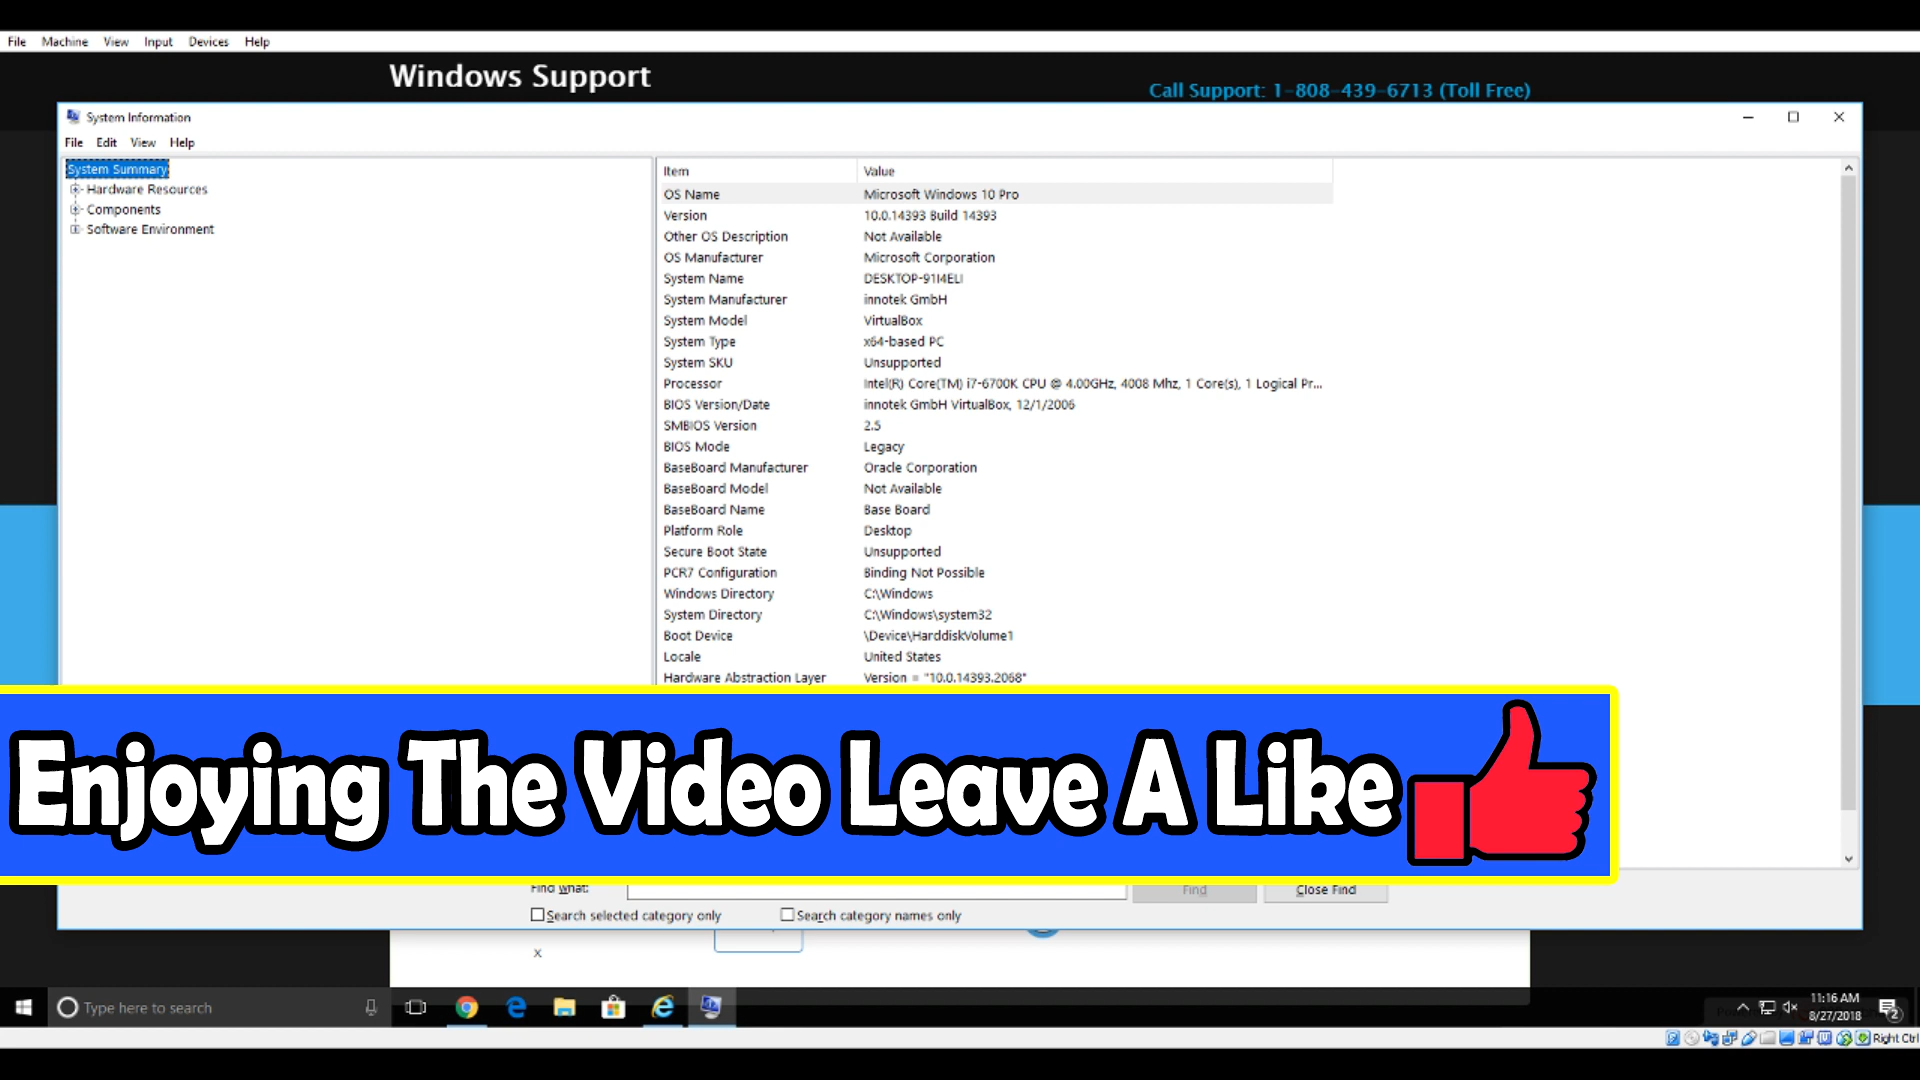 File Machine View Input Devices Help
Windows Support
Call Support: 1-808-439-6713 (Toll Free)
System Information
File Edit View Help
System Summary
Hardware Resources
Components
Software Environment
Item Value
OS Name Microsoft Windows 10 Pro
Version 10.0.14393 Build 14393
Other OS Description Not Available
OS Manufacturer Microsoft Corporation
System Name DESKTOP-91I4ELI
System Manufacturer innotek GmbH
System Model VirtualBox
System Type x64-based PC
System SKU Unsupported
Processor Intel(R) Core(TM) i7-6700K CPU @ 4.00GHz, 4008 Mhz, 1 Core(s), 1 Logical Pr...
BIOS Version/Date innotek GmbH VirtualBox, 12/1/2006
SMBIOS Version 2.5
BIOS Mode Legacy
BaseBoard Manufacturer Oracle Corporation
BaseBoard Model Not Available
BaseBoard Name Base Board
Platform Role Desktop
Secure Boot State Unsupported
PCR7 Configuration Binding Not Possible
Windows Directory C:\Windows
System Directory C:\Windows\system32
Boot Device \Device\HarddiskVolume1
Locale United States
Hardware Abstraction Layer Version = "10.0.14393.2068"
Enjoying The Video Leave A Like
Find what: Find Close Find
Search selected category only Search category names only
x
Type here to search
11:16 AM
8/27/2018
2
Right Ctrl